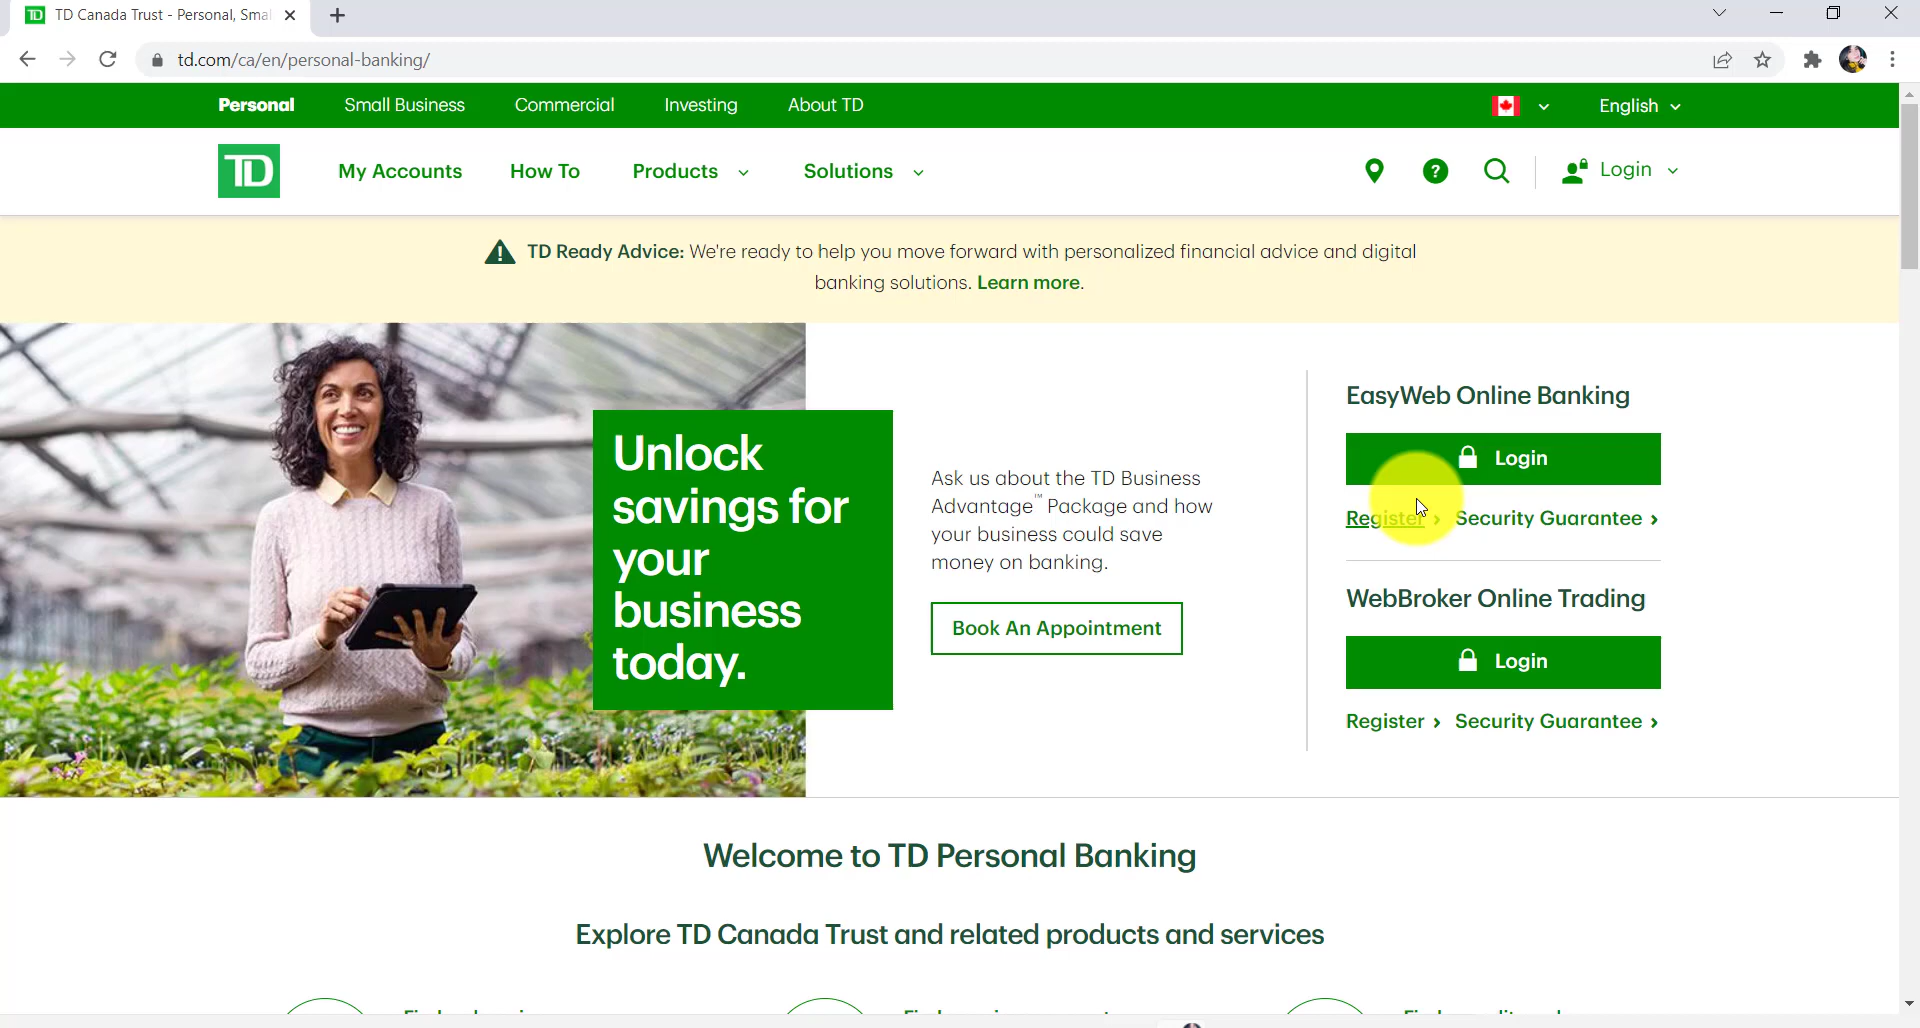 TD Canada Trust - Personal, Sma
td.com/ca/en/personal-banking/
Personal Small Business Commercial Investing About TD English
TD My Accounts How To Products Solutions ? Login
TD Ready Advice: We're ready to help you move forward with personalized financial advice and digital
banking solutions. Learn more.
Unlock
savings for
your
business
today.
Ask us about the TD Business
Advantage™ Package and how
your business could save
money on banking.
Book An Appointment
EasyWeb Online Banking
Login
Register › Security Guarantee ›
WebBroker Online Trading
Login
Register › Security Guarantee ›
Welcome to TD Personal Banking
Explore TD Canada Trust and related products and services